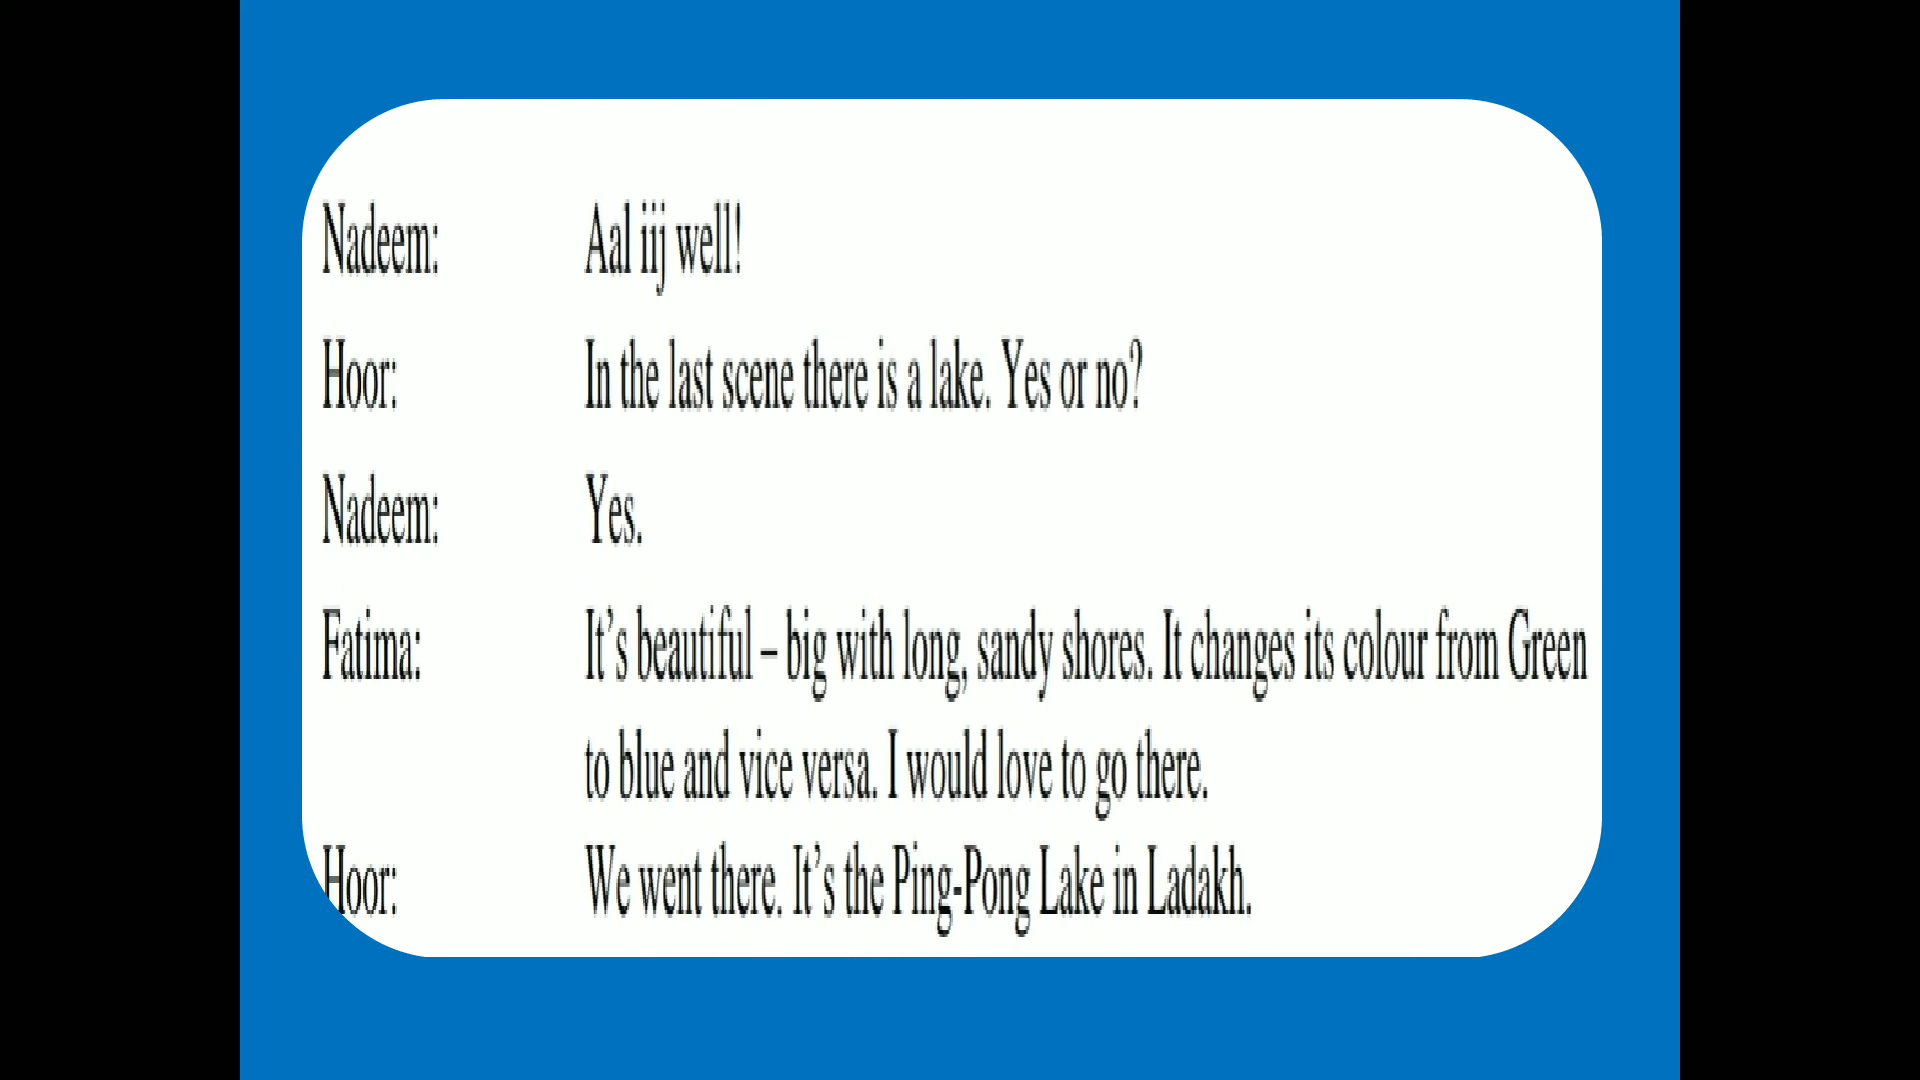 Nadeem: Aal iij well!
Hoor: In the last scene there is a lake. Yes or no?
Nadeem: Yes.
Fatima: It’s beautiful – big with long, sandy shores. It changes its colour from Green
to blue and vice versa. I would love to go there.
Hoor: We went there. It’s the Ping-Pong Lake in Ladakh.